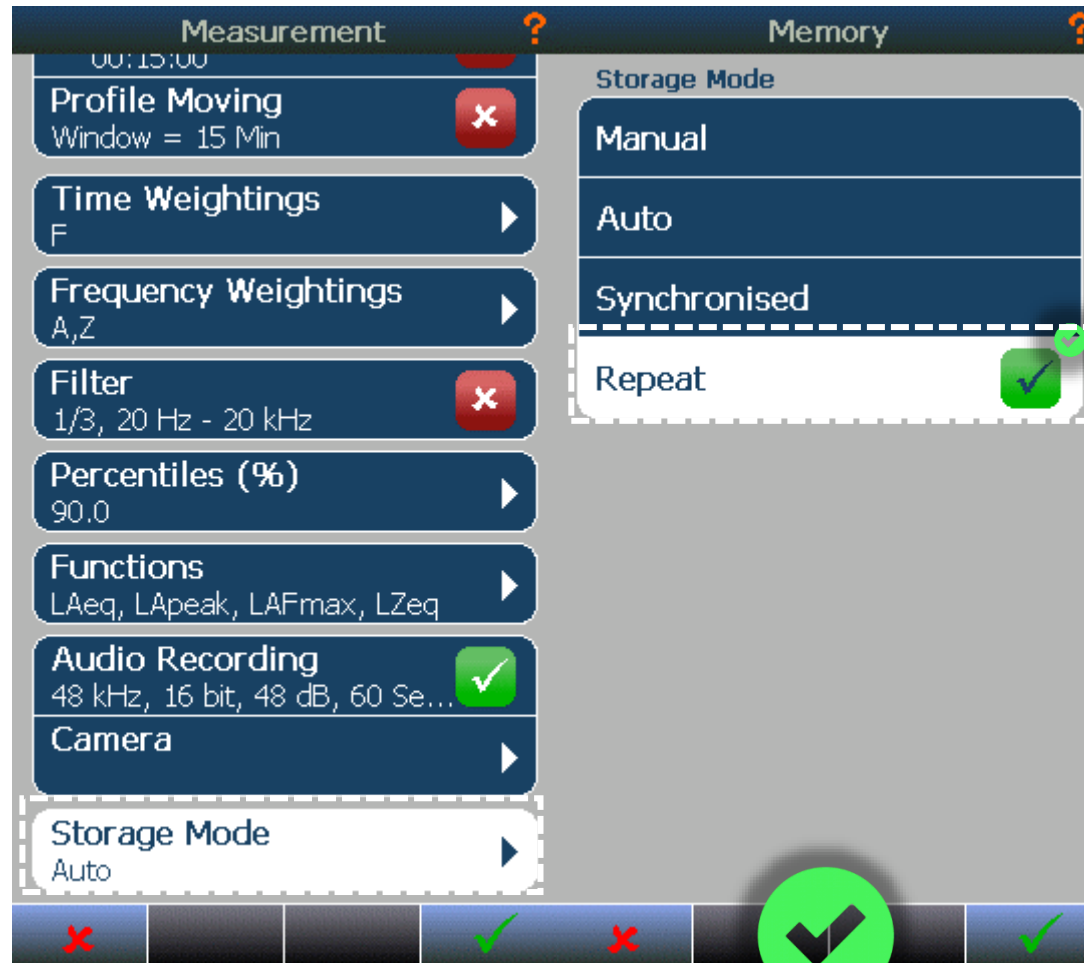 Measurement ?
00:15:00
Profile Moving
Window = 15 Min
Time Weightings
F
Frequency Weightings
A,Z
Filter
1/3, 20 Hz - 20 kHz
Percentiles (%)
90.0
Functions
LAeq, LApeak, LAFmax, LZeq
Audio Recording
48 kHz, 16 bit, 48 dB, 60 Se...
Camera
Storage Mode
Auto
Memory ?
Storage Mode
Manual
Auto
Synchronised
Repeat